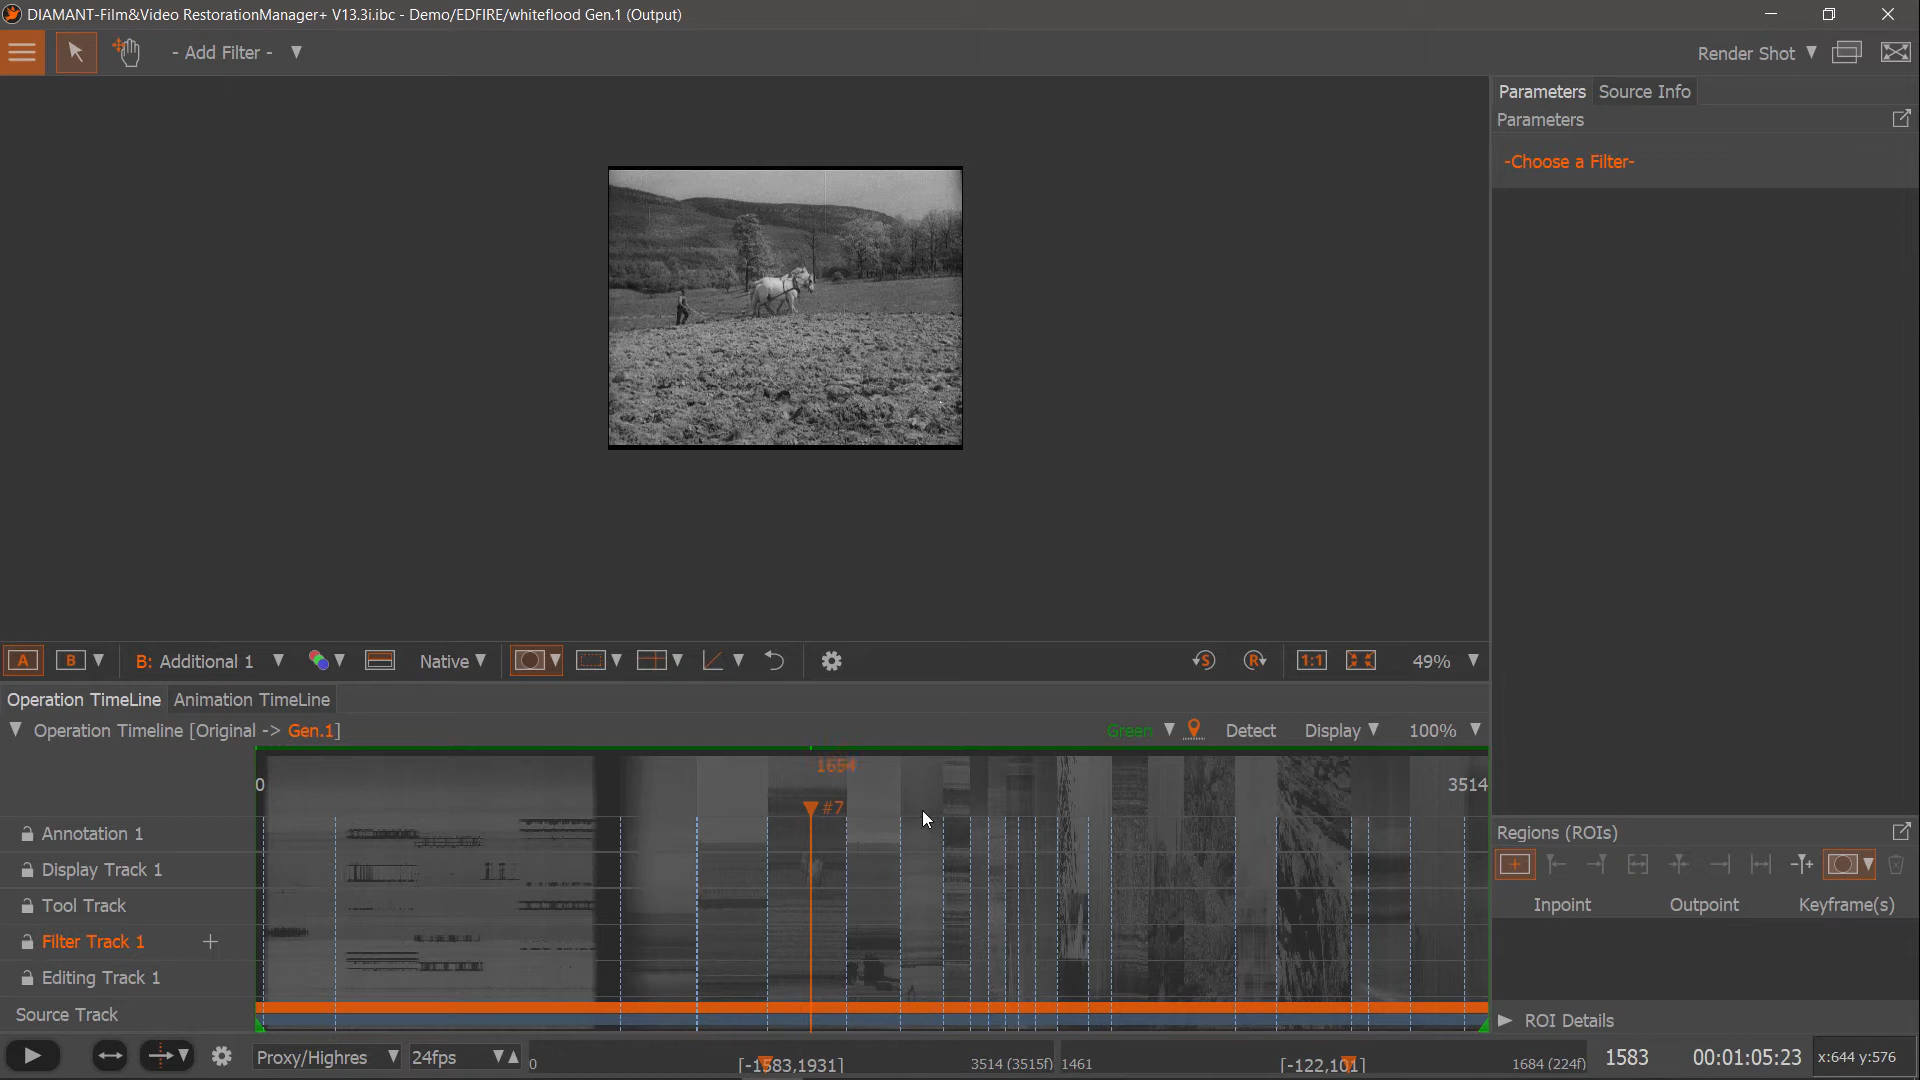 DIAMANT-Film&Video RestorationManager+ V13.3i.ibc - Demo/EDFIRE/whiteflood Gen.1 (Output)
- Add Filter -
Render Shot
Parameters Source Info
Parameters
-Choose a Filter-
A B B: Additional 1 Native S R 1:1 49%
Operation TimeLine Animation TimeLine
Operation Timeline [Original -> Gen.1] Green Detect Display 100%
1654
0 3514
#7
Annotation 1
Display Track 1
Tool Track
Filter Track 1 +
Editing Track 1
Source Track
Regions (ROIs)
Inpoint Outpoint Keyframe(s)
ROI Details
Proxy/Highres 24fps 0 [-1583,1931] 3514 (3515f) 1461 [-122,101] 1684 (224f) 1583 00:01:05:23 x:644 y:576